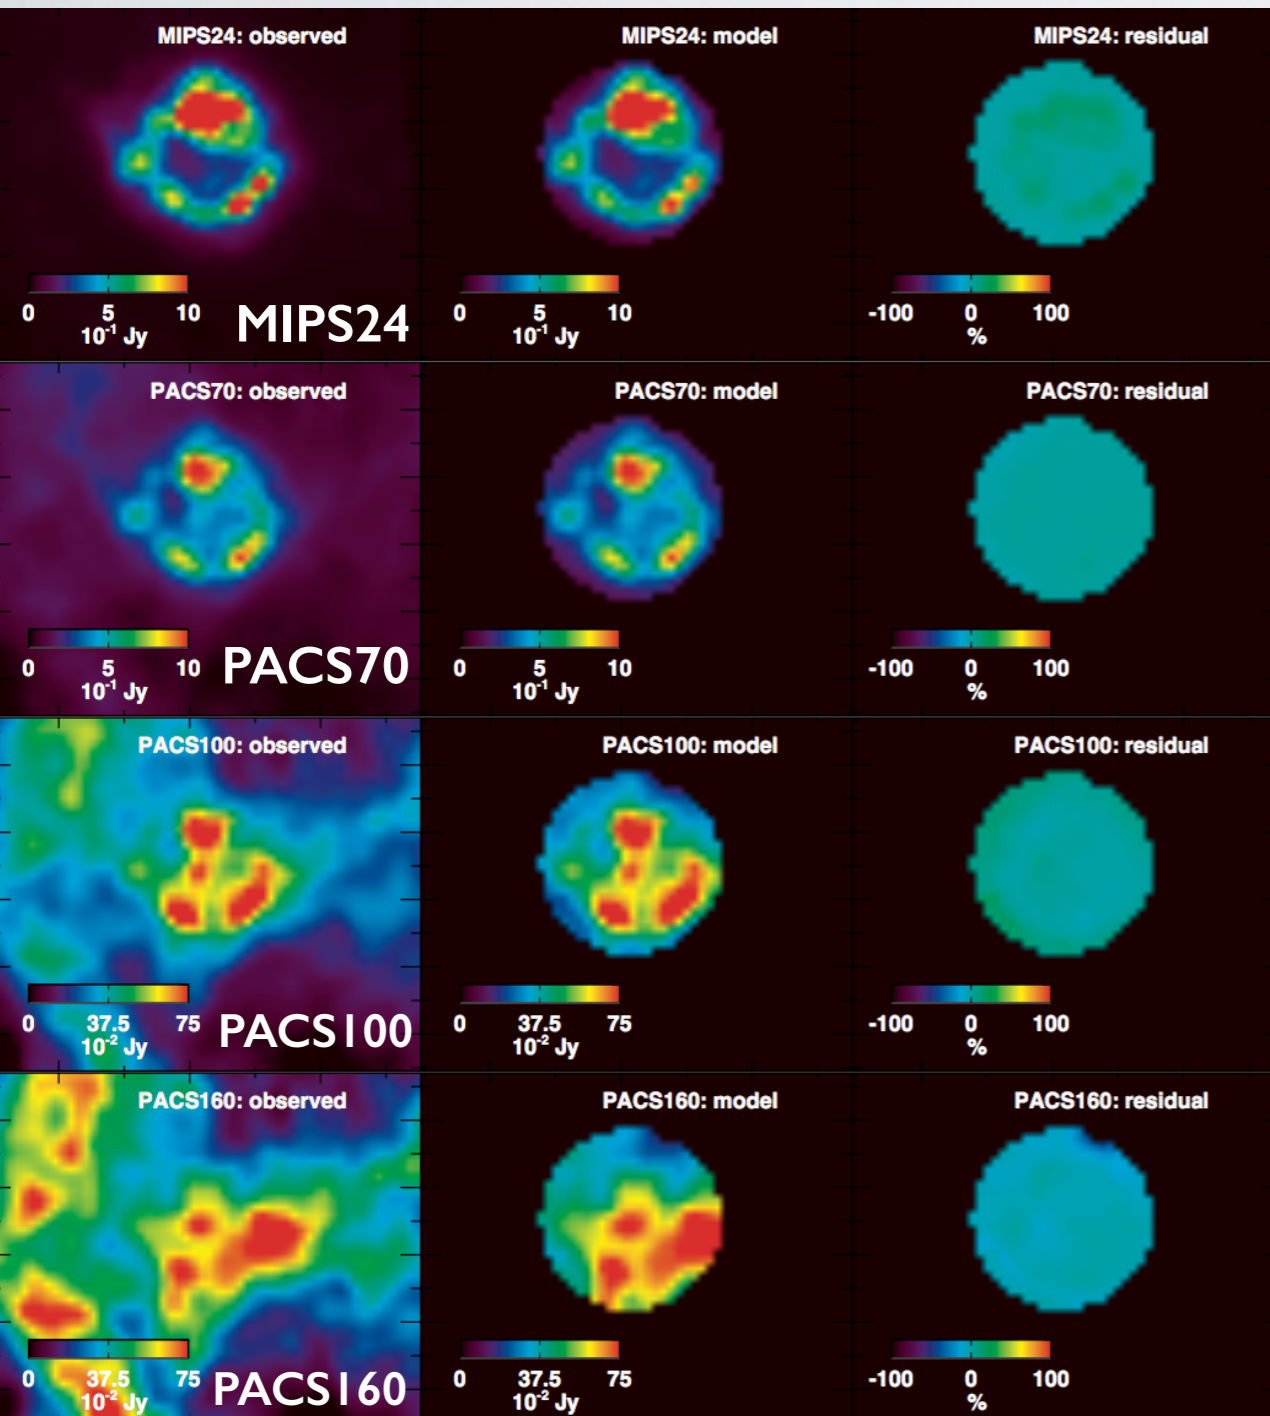 MIPS24: observed MIPS24: model MIPS24: residual
0 5 10 0 5 10 -100 0 100
10⁻¹ Jy 10⁻¹ Jy %
MIPS24
PACS70: observed PACS70: model PACS70: residual
0 5 10 0 5 10 -100 0 100
10⁻¹ Jy 10⁻¹ Jy %
PACS70
PACS100: observed PACS100: model PACS100: residual
0 37.5 75 0 37.5 75 -100 0 100
10⁻² Jy 10⁻² Jy %
PACS100
PACS160: observed PACS160: model PACS160: residual
0 37.5 75 0 37.5 75 -100 0 100
10⁻² Jy 10⁻² Jy %
PACS160